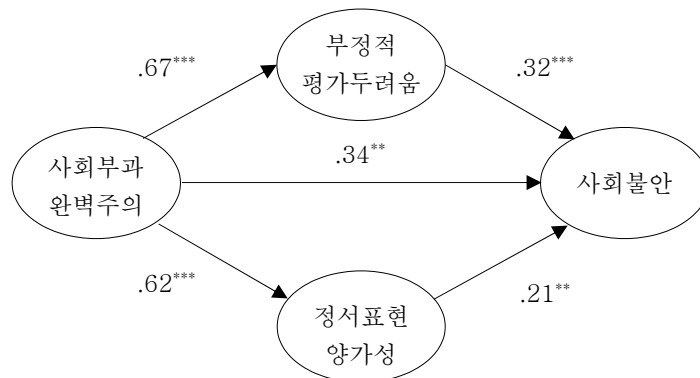 부정적
평가두려움
.67***
.32***
.34**
사회부과
완벽주의
사회불안
.62***
.21**
정서표현
양가성